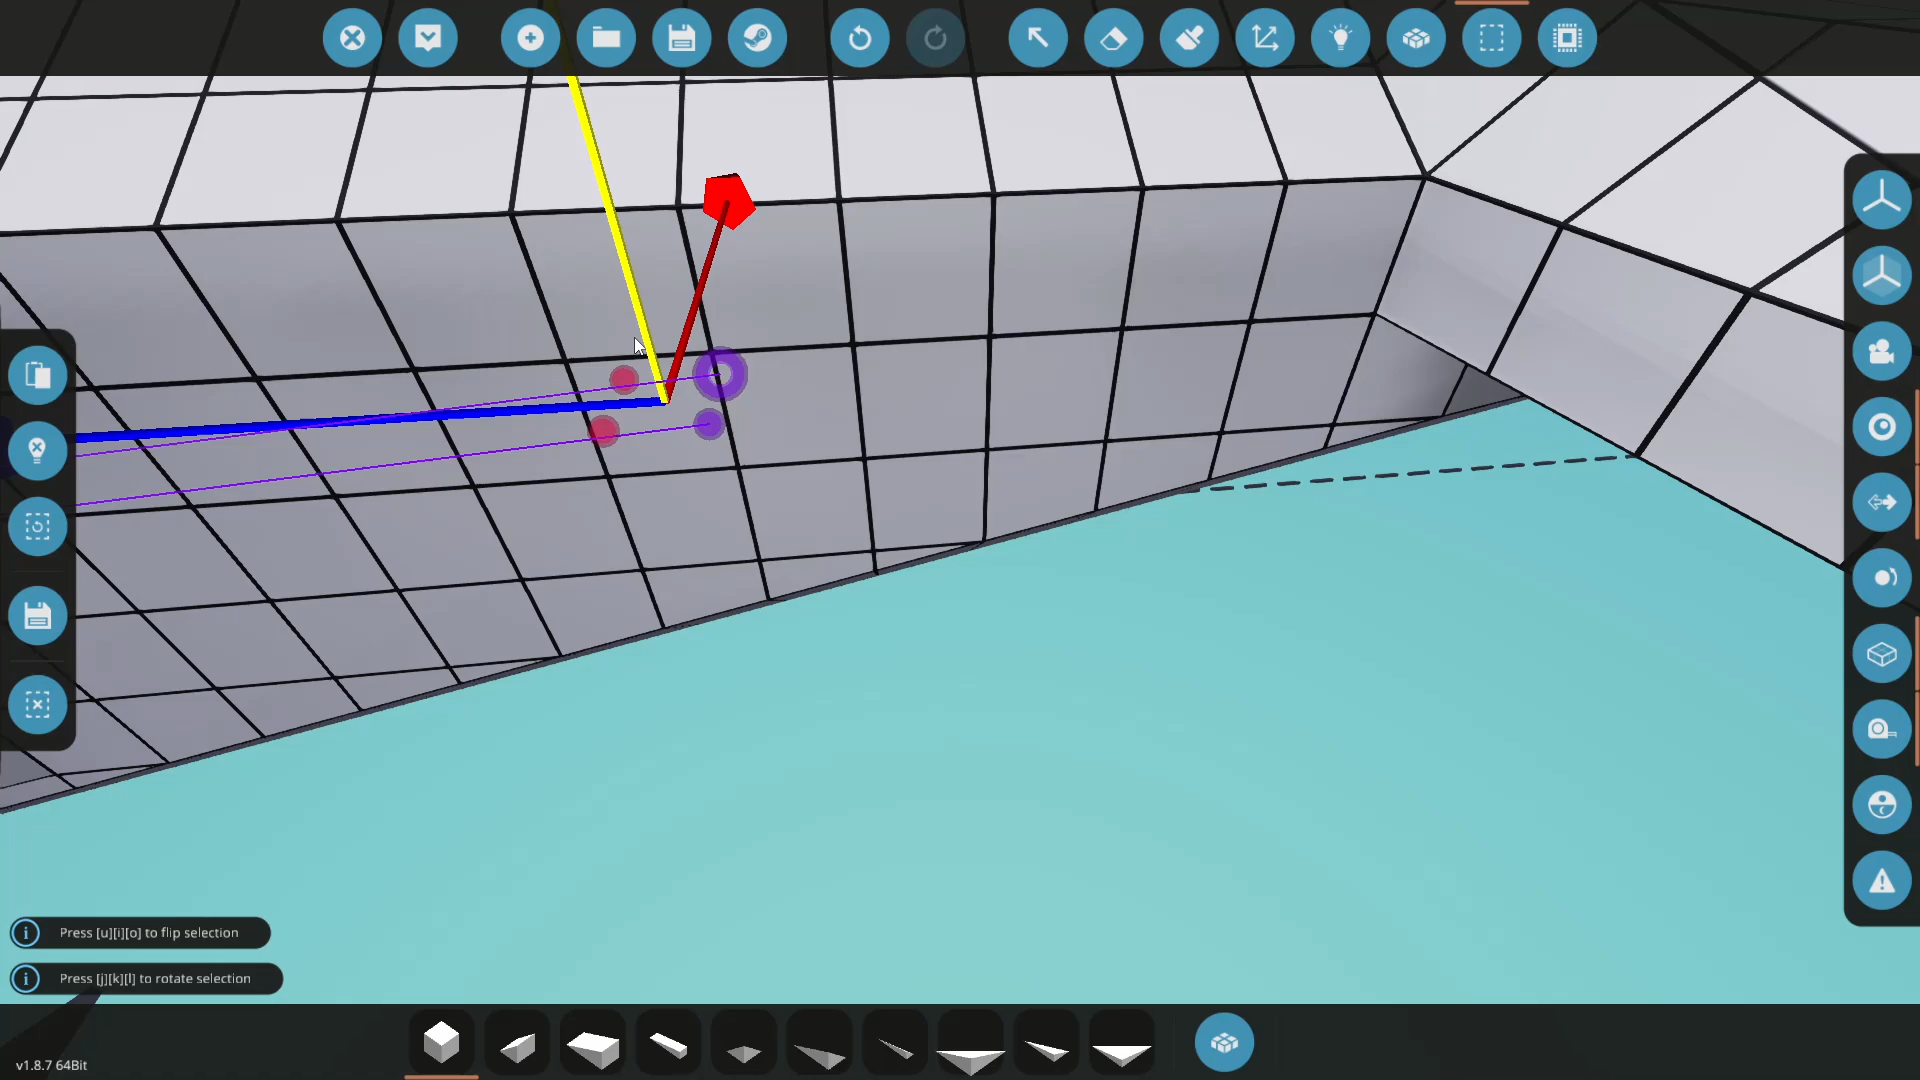 Press [u][i][o] to flip selection
Press [j][k][l] to rotate selection
v1.8.7 64Bit